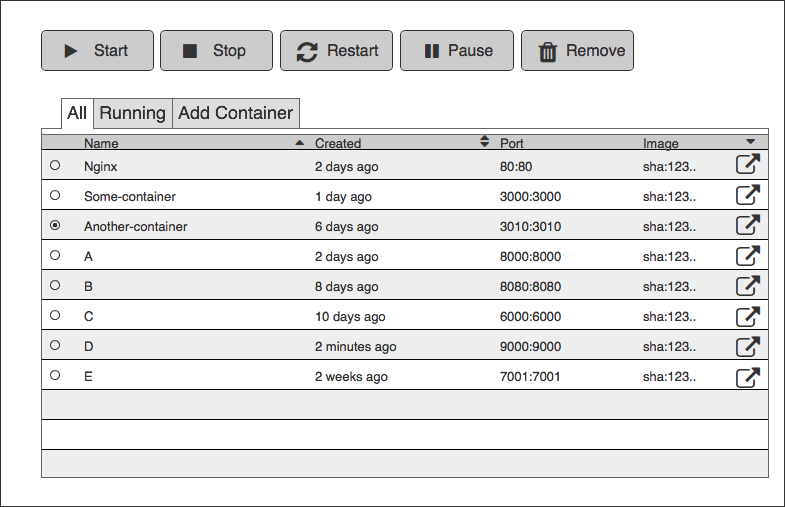 Start Stop Restart Pause Remove
All Running Add Container
Name Created Port Image
Nginx 2 days ago 80:80 sha:123..
Some-container 1 day ago 3000:3000 sha:123..
Another-container 6 days ago 3010:3010 sha:123..
A 2 days ago 8000:8000 sha:123..
B 8 days ago 8080:8080 sha:123..
C 10 days ago 6000:6000 sha:123..
D 2 minutes ago 9000:9000 sha:123..
E 2 weeks ago 7001:7001 sha:123..